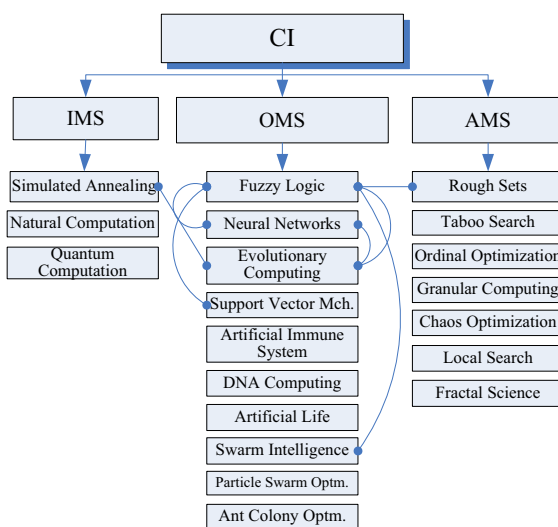 CI
IMS
OMS
AMS
Simulated Annealing
Natural Computation
Quantum
Computation
Fuzzy Logic
Neural Networks
Evolutionary
Computing
Support Vector Mch.
Artificial Immune
System
DNA Computing
Artificial Life
Swarm Intelligence
Particle Swarm Optm.
Ant Colony Optm.
Rough Sets
Taboo Search
Ordinal Optimization
Granular Computing
Chaos Optimization
Local Search
Fractal Science